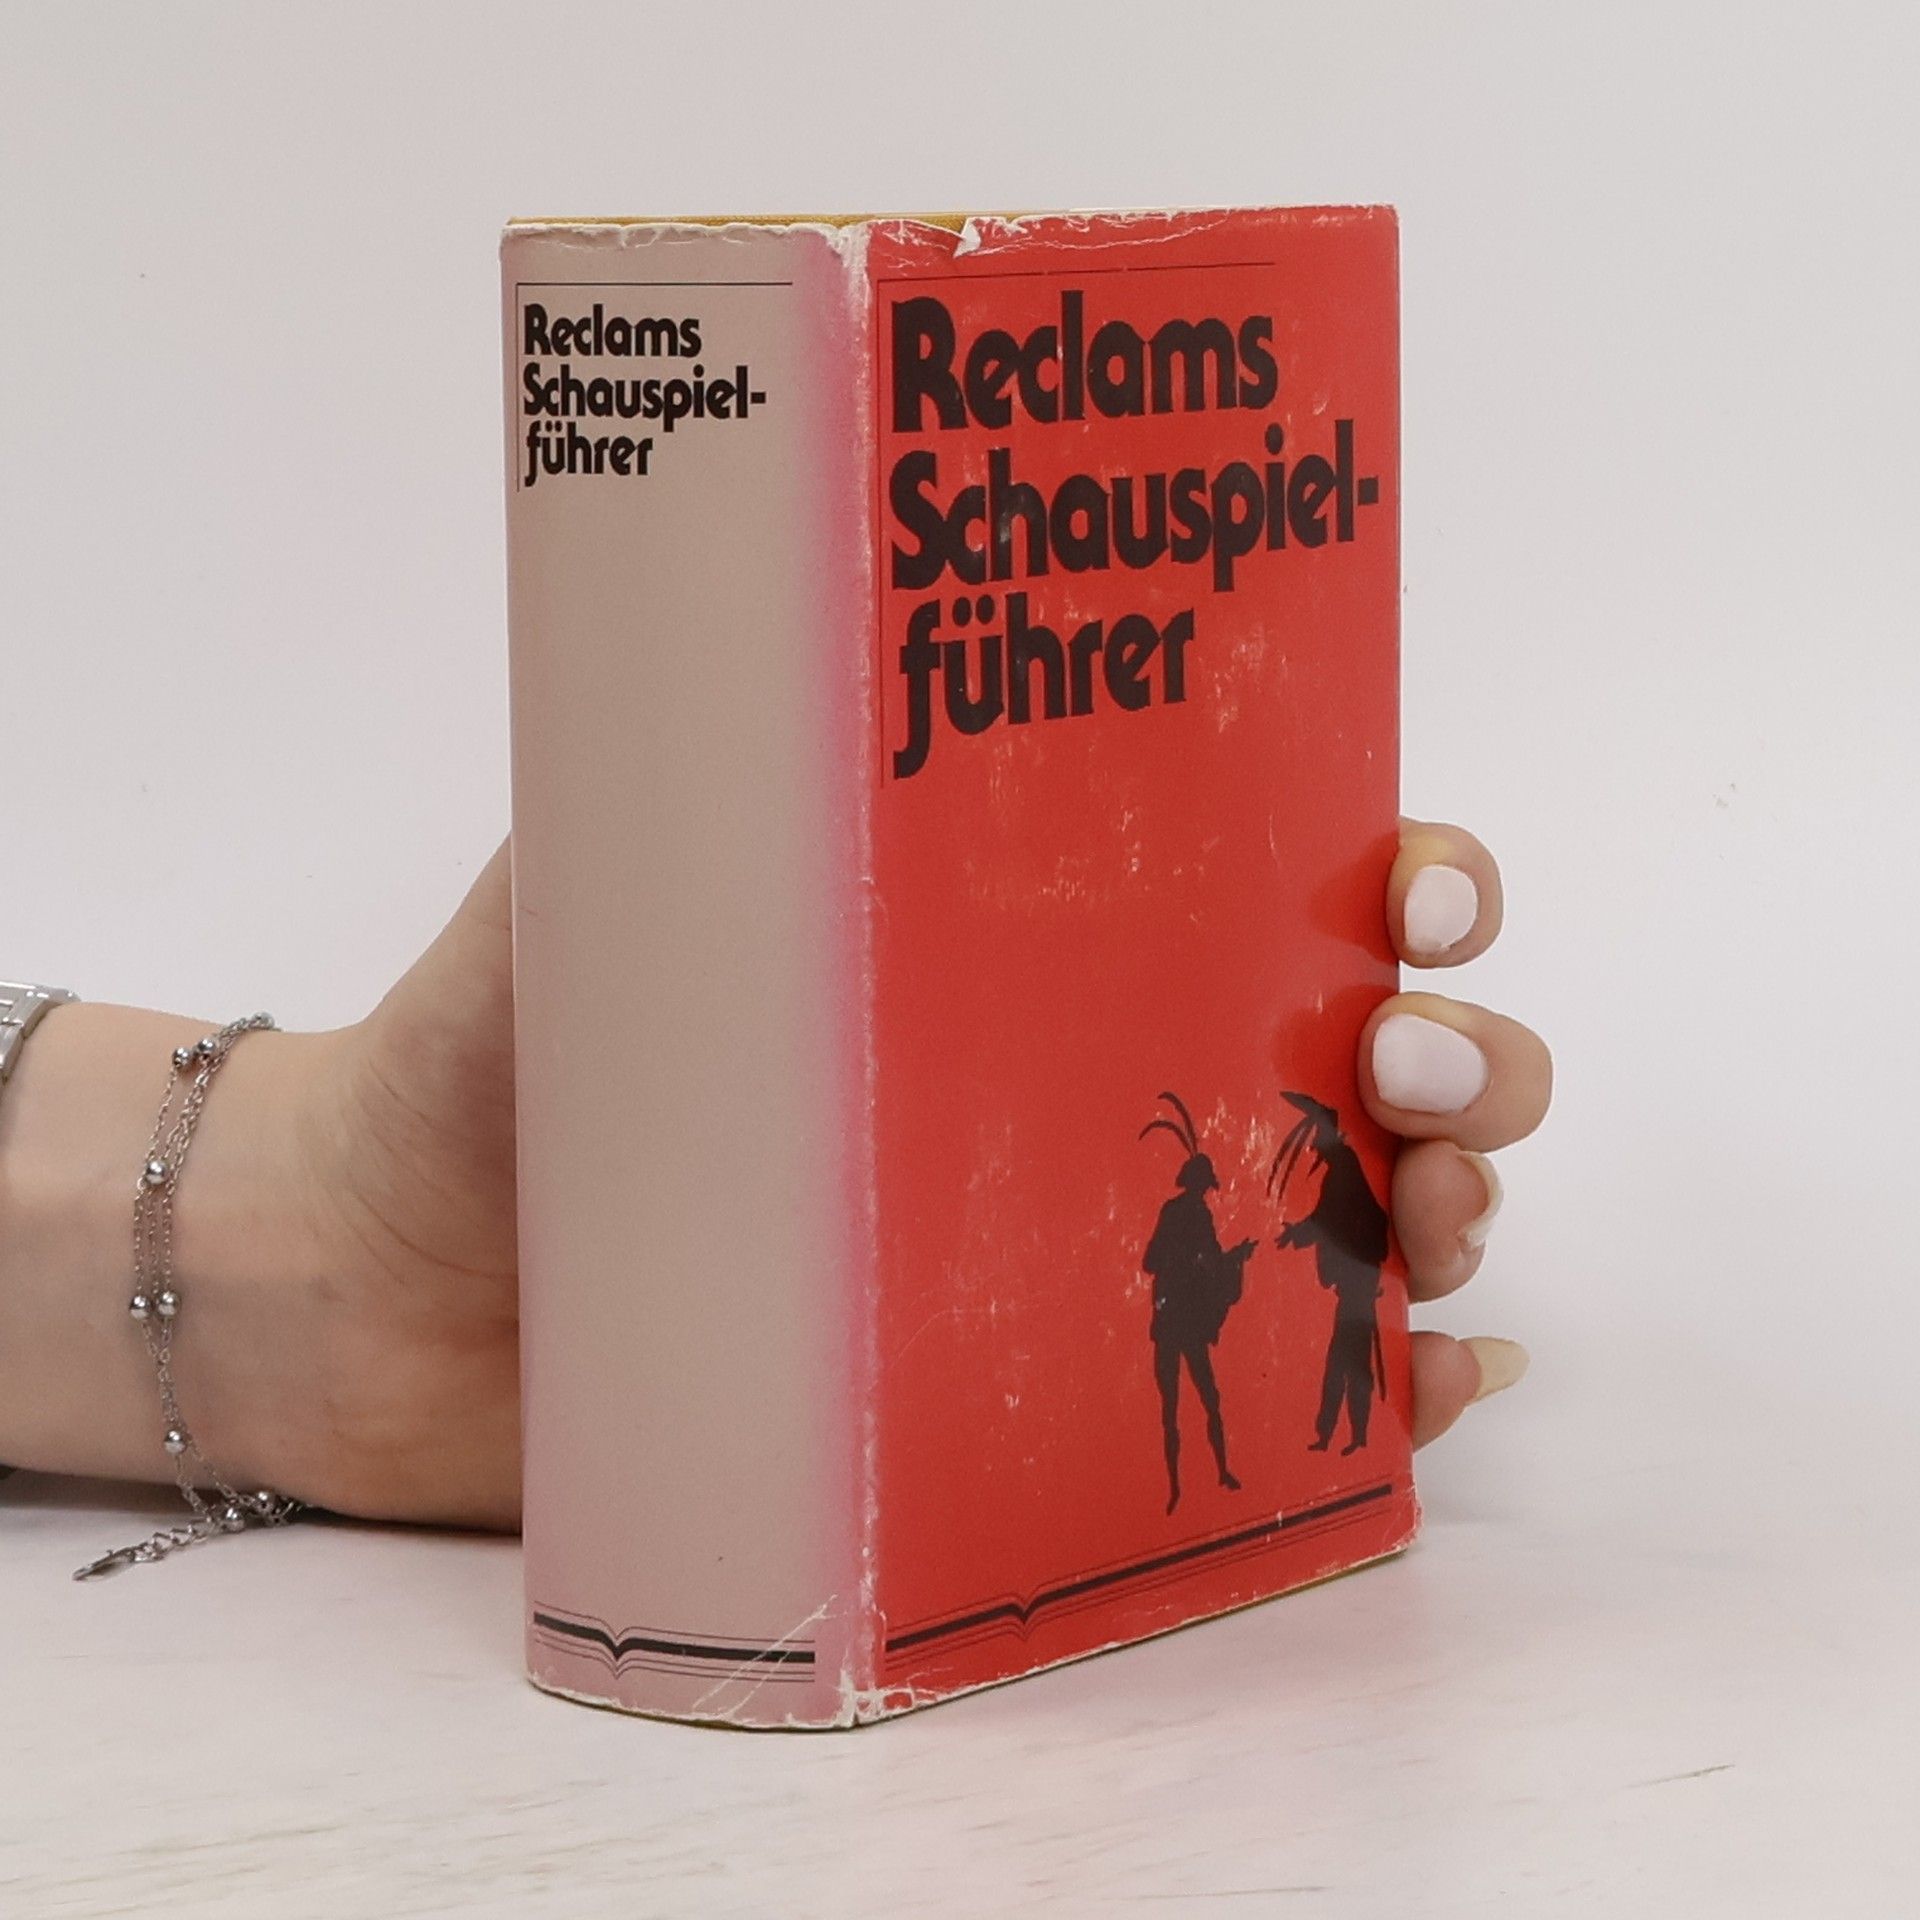 Reclams
Schauspiel-
führer
Reclams
Schauspiel-
führer